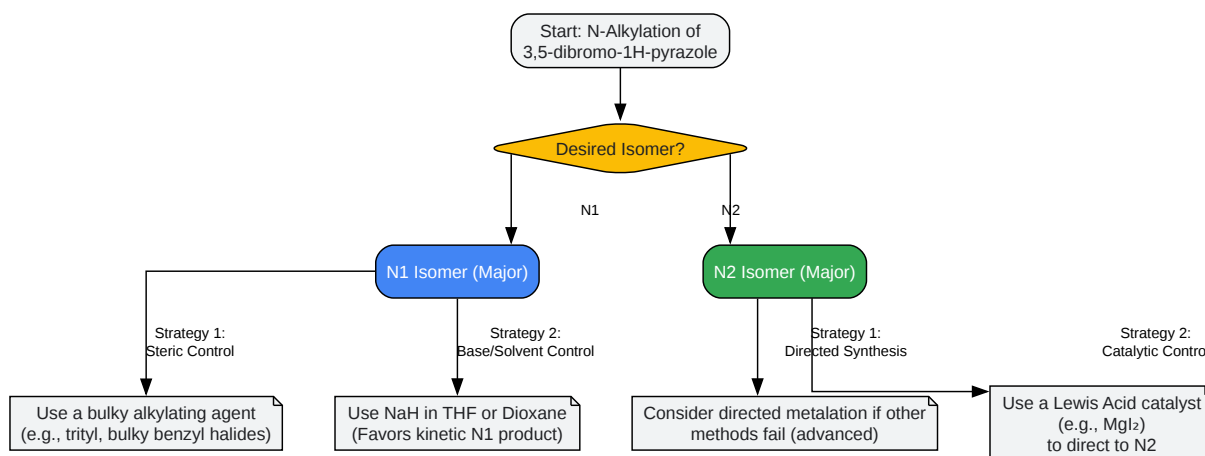 Start: N-Alkylation of
3,5-dibromo-1H-pyrazole
Desired Isomer?
N1
N2
N1 Isomer (Major)
N2 Isomer (Major)
Strategy 1:
Steric Control
Strategy 2:
Base/Solvent Control
Strategy 1:
Directed Synthesis
Strategy 2:
Catalytic Control
Use a bulky alkylating agent
(e.g., trityl, bulky benzyl halides)
Use NaH in THF or Dioxane
(Favors kinetic N1 product)
Consider directed metalation if other
methods fail (advanced)
Use a Lewis Acid catalyst
(e.g., MgI₂)
to direct to N2